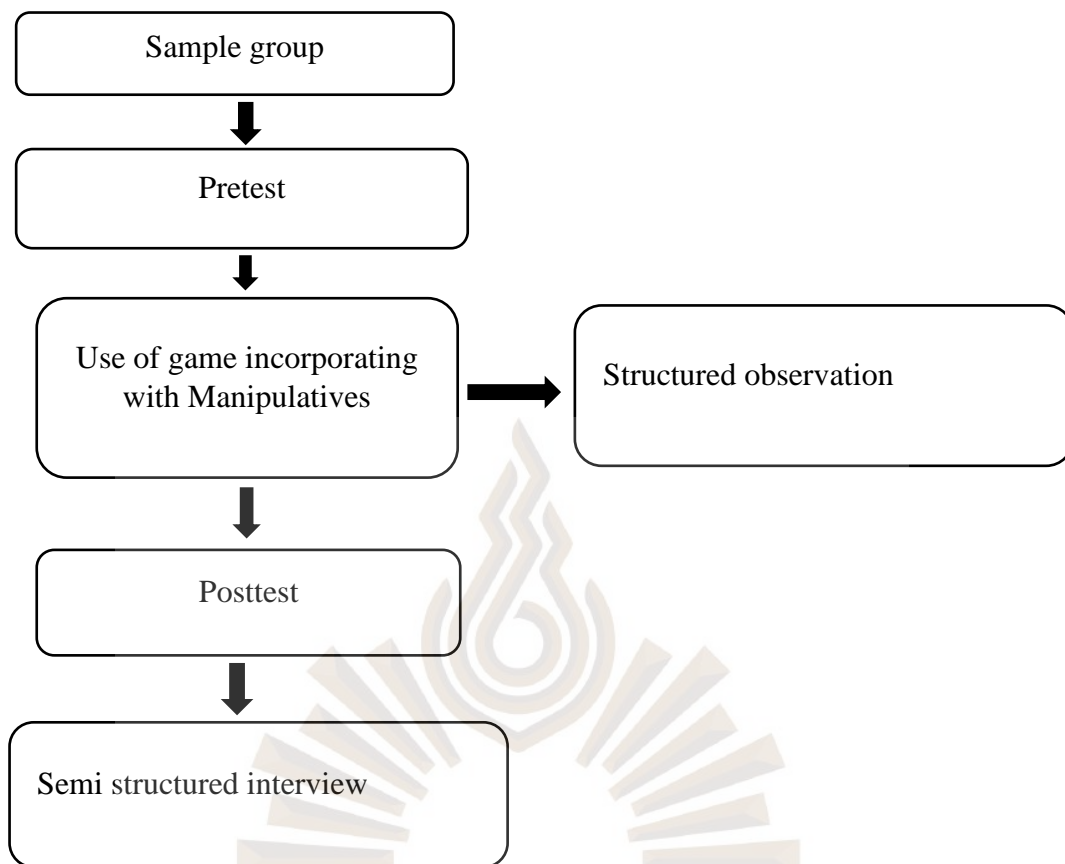 Sample group
Pretest
Use of game incorporating
with Manipulatives
Structured observation
Posttest
Semi structured interview